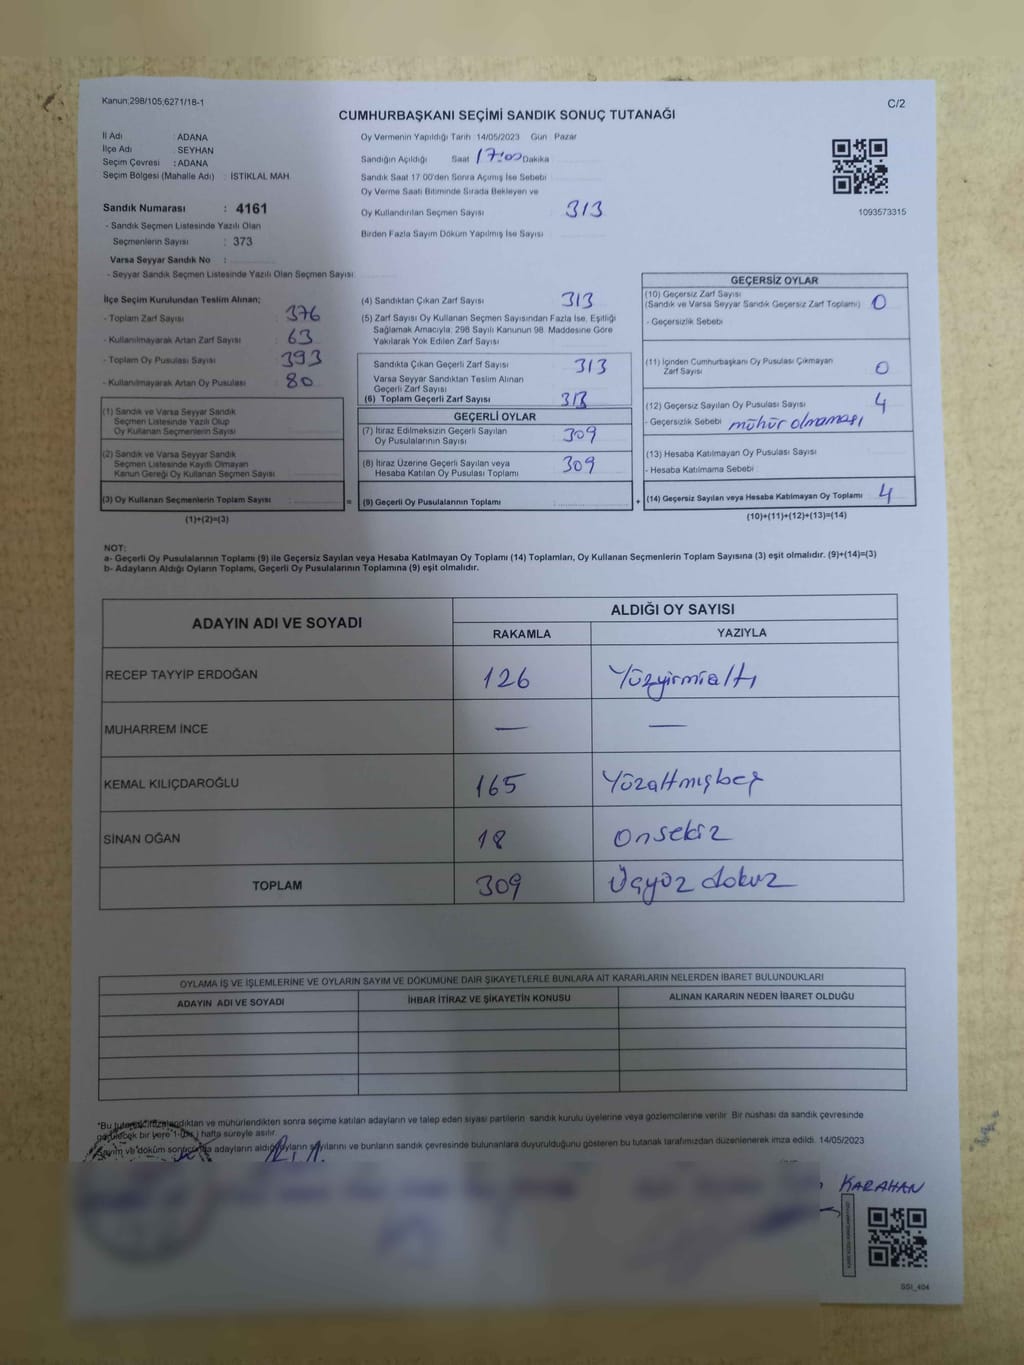 Kanun;298/105;6271/18-1
C/2
CUMHURBAŞKANI SEÇİMİ SANDIK SONUÇ TUTANAĞI
İl Adı : ADANA
İlçe Adı : SEYHAN
Seçim Çevresi : ADANA
Seçim Bölgesi (Mahalle Adı) : İSTİKLAL MAH.
Sandık Numarası : 4161
- Sandık Seçmen Listesinde Yazılı Olan
Seçmenlerin Sayısı : 373
Varsa Seyyar Sandık No :
- Seyyar Sandık Seçmen Listesinde Yazılı Olan Seçmen Sayısı:
Oy Vermenin Yapıldığı Tarih 14/05/2023 Gün Pazar
Sandığın Açıldığı Saat 17:00 Dakika
Sandık Saat 17 00'den Sonra Açımış İse Sebebi
Oy Verme Saati Bitiminde Sırada Bekleyen ve
Oy Kullandırılan Seçmen Sayısı 313
Birden Fazla Sayım Döküm Yapılmış İse Sayısı
1093573315
İlçe Seçim Kurulundan Teslim Alınan;
- Toplam Zarf Sayısı : 376
- Kullanılmayarak Artan Zarf Sayısı : 63
- Toplam Oy Pusulası Sayısı : 393
- Kullanılmayarak Artan Oy Pusulası : 80
(1) Sandık ve Varsa Seyyar Sandık
Seçmen Listesinde Yazılı Olup
Oy Kullanan Seçmenlerin Sayısı
(2) Sandık ve Varsa Seyyar Sandık
Seçmen Listesinde Kayıtlı Olmayan
Kanun Gereği Oy Kullanan Seçmen Sayısı
(3) Oy Kullanan Seçmenlerin Toplam Sayısı
(1)+(2)=(3)
(4) Sandıktan Çıkan Zarf Sayısı 313
(5) Zarf Sayısı Oy Kullanan Seçmen Sayısından Fazla İse, Eşitliği
Sağlamak Amacıyla; 298 Sayılı Kanunun 98. Maddesine Göre
Yakılarak Yok Edilen Zarf Sayısı
Sandıkta Çıkan Geçerli Zarf Sayısı 313
Varsa Seyyar Sandıktan Teslim Alınan
Geçerli Zarf Sayısı
(6) Toplam Geçerli Zarf Sayısı 313
GEÇERLİ OYLAR
(7) İtiraz Edilmeksizin Geçerli Sayılan
Oy Pusulalarının Sayısı 309
(8) İtiraz Üzerine Geçerli Sayılan veya
Hesaba Katılan Oy Pusulası Toplamı 309
= (9) Geçerli Oy Pusulalarının Toplamı +
GEÇERSİZ OYLAR
(10) Geçersiz Zarf Sayısı
(Sandık ve Varsa Seyyar Sandık Geçersiz Zarf Toplamı) 0
- Geçersizlik Sebebi
(11) İçinden Cumhurbaşkanı Oy Pusulası Çıkmayan
Zarf Sayısı 0
(12) Geçersiz Sayılan Oy Pusulası Sayısı 4
- Geçersizlik Sebebi mühür olmaması
(13) Hesaba Katılmayan Oy Pusulası Sayısı
- Hesaba Katılmama Sebebi
(14) Geçersiz Sayılan veya Hesaba Katılmayan Oy Toplamı 4
(10)+(11)+(12)+(13)=(14)
NOT:
a- Geçerli Oy Pusulalarının Toplamı (9) ile Geçersiz Sayılan veya Hesaba Katılmayan Oy Toplamı (14) Toplamları, Oy Kullanan Seçmenlerin Toplam Sayısına (3) eşit olmalıdır. (9)+(14)=(3)
b- Adayların Aldığı Oyların Toplamı, Geçerli Oy Pusulalarının Toplamına (9) eşit olmalıdır.
ADAYIN ADI VE SOYADI ALDIĞI OY SAYISI
RAKAMLA YAZIYLA
RECEP TAYYİP ERDOĞAN 126 Yüzyirmialtı
MUHARREM İNCE — —
KEMAL KILIÇDAROĞLU 165 Yüzaltmışbeş
SİNAN OĞAN 18 onsekiz
TOPLAM 309 Üçyüz dokuz
OYLAMA İŞ VE İŞLEMLERİNE VE OYLARIN SAYIM VE DÖKÜMÜNE DAİR ŞİKAYETLERLE BUNLARA AİT KARARLARIN NELERDEN İBARET BULUNDUKLARI
ADAYIN ADI VE SOYADI İHBAR İTİRAZ VE ŞİKAYETİN KONUSU ALINAN KARARIN NEDEN İBARET OLDUĞU
*Bu ve mühürlendikten sonra seçime katılan adayların ve talep eden siyasi partilerin sandık kurulu üyelerine veya gözlemcilerine verilir. Bir nüshası da sandık çevresinde
bir yere 1 hafta süreyle asılır.
Sayım ve döküm adayların aldığı oyların sayılarını ve bunların sandık çevresinde bulunanlara duyurulduğunu gösteren bu tutanak tarafımızdan düzenlenerek imza edildi. 14/05/2023
KARAHAN
SSI_404